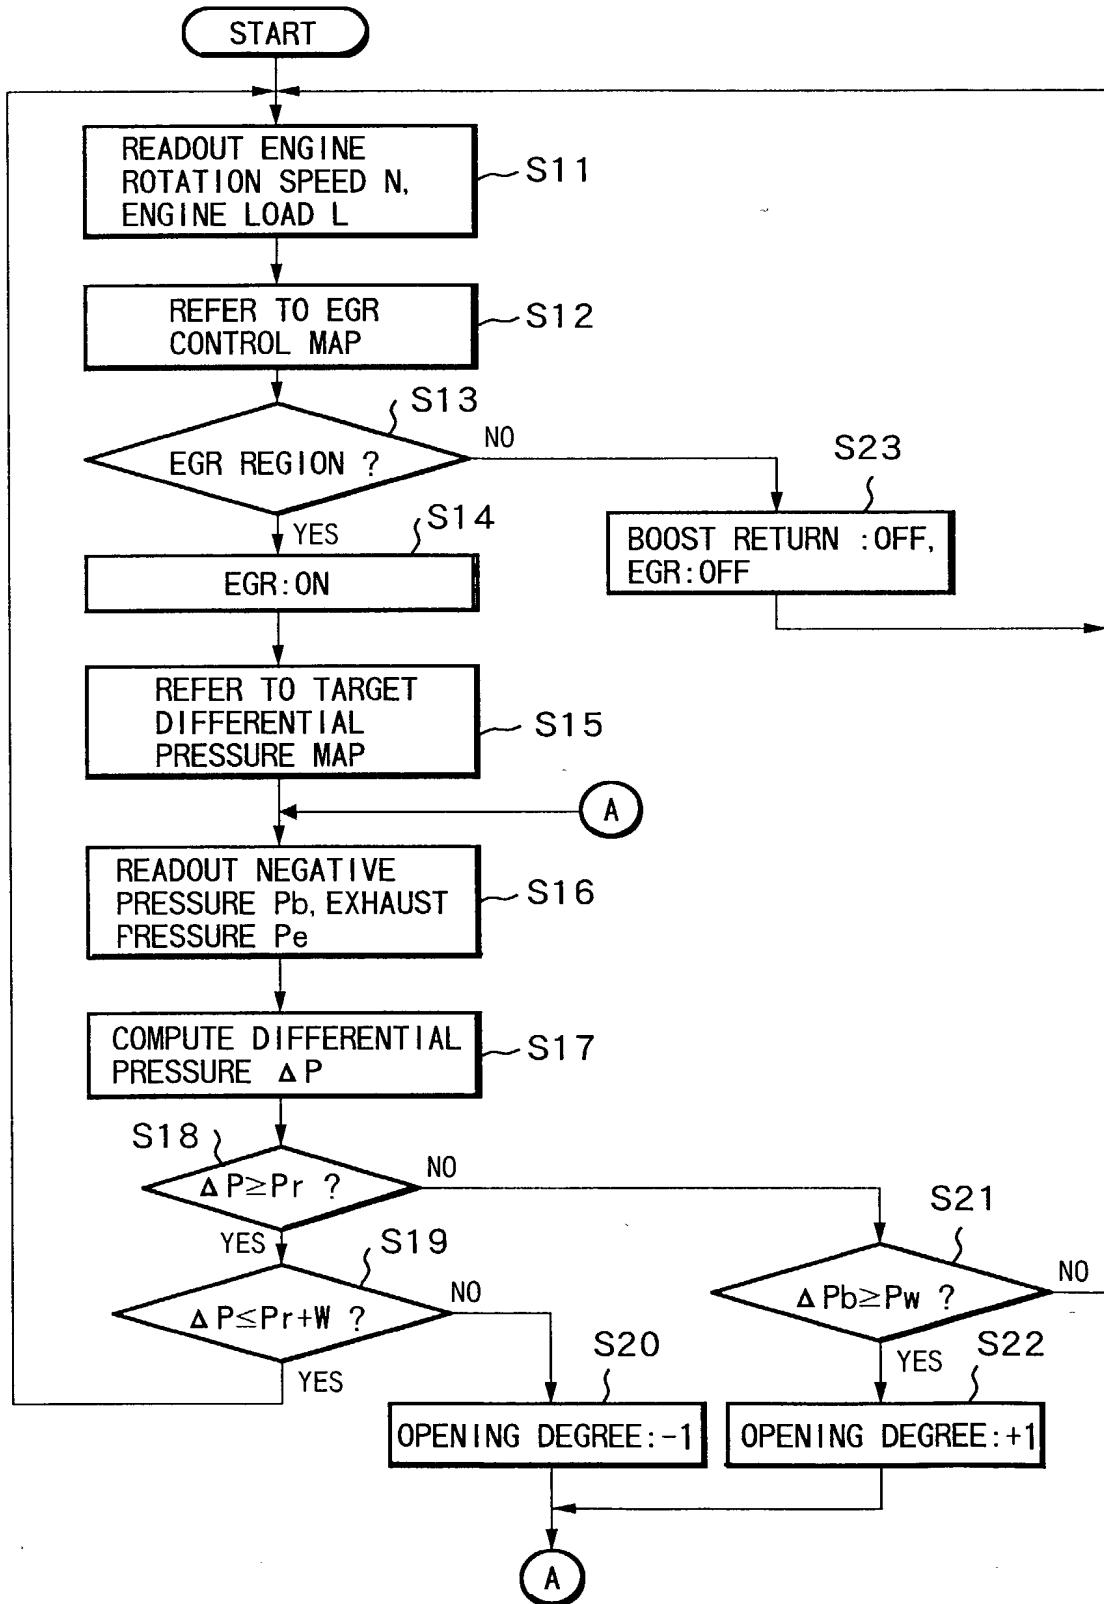 START
READOUT ENGINE
ROTATION SPEED N,
ENGINE LOAD L
S11
REFER TO EGR
CONTROL MAP
S12
S13
EGR REGION ?
NO
YES
S23
BOOST RETURN :OFF,
EGR:OFF
S14
EGR:ON
REFER TO TARGET
DIFFERENTIAL
PRESSURE MAP
S15
A
READOUT NEGATIVE
PRESSURE Pb, EXHAUST
PRESSURE Pe
S16
COMPUTE DIFFERENTIAL
PRESSURE ΔP
S17
S18
ΔP≥Pr ?
NO
YES
S19
ΔP≤Pr+W ?
NO
YES
S21
ΔPb≥Pw ?
NO
YES
S20
OPENING DEGREE:-1
S22
OPENING DEGREE:+1
A